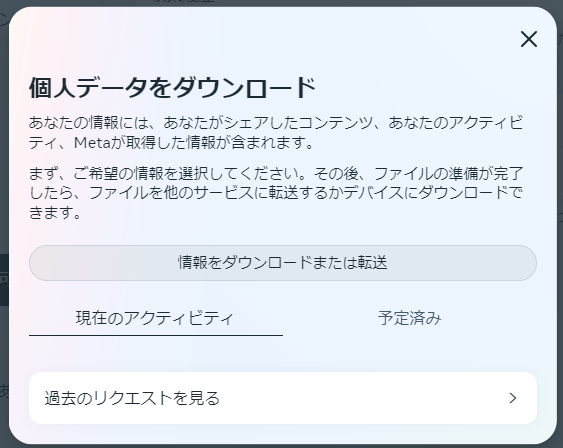 個人データをダウンロード
あなたの情報には、あなたがシェアしたコンテンツ、あなたのアクティビ
ティ、Metaが取得した情報が含まれます。
まず、ご希望の情報を選択してください。その後、ファイルの準備が完了
したら、ファイルを他のサービスに転送するかデバイスにダウンロードで
きます。
情報をダウンロードまたは転送
現在のアクティビティ
予定済み
過去のリクエストを見る